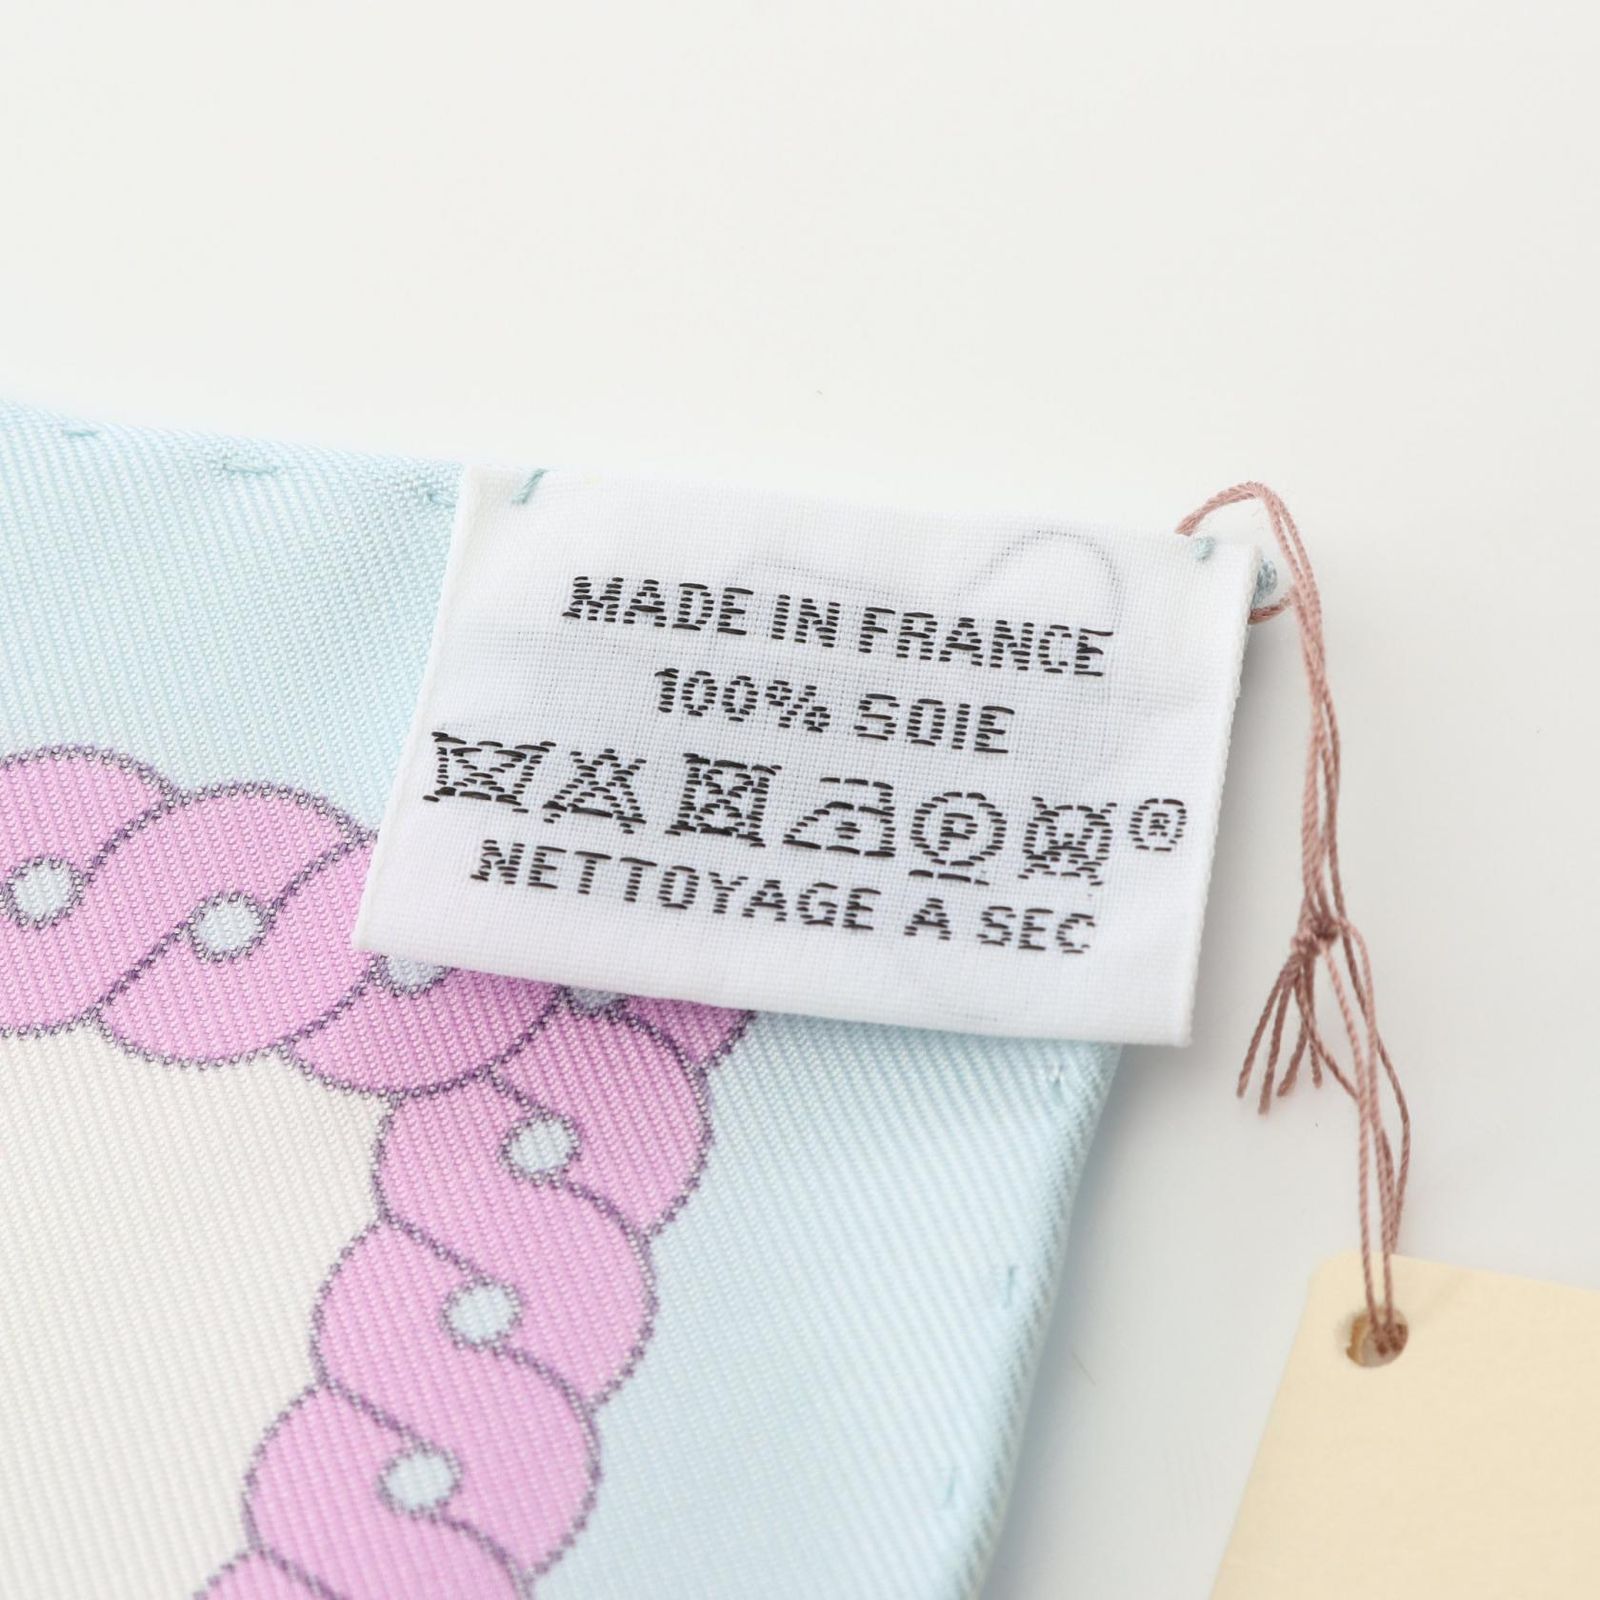 MADE IN FRANCE
100% SOIE
P ®
NETTOYAGE A SEC